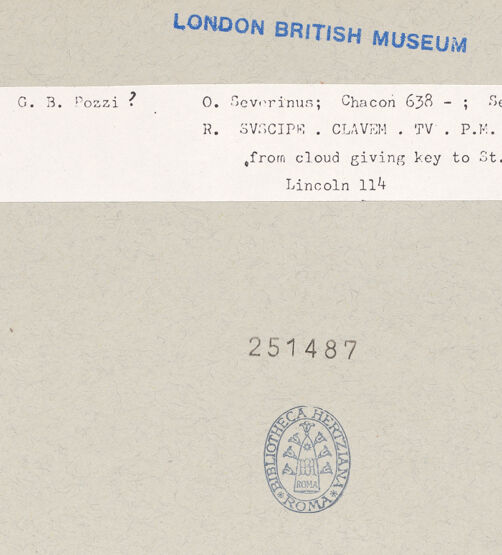 LONDON BRITISH MUSEUM
G. B. Pozzi ? O. Severinus; Chacon 638 - ; Se
R. SVSCIPE . CLAVEM . TV . P.M.
from cloud giving key to St.
Lincoln 114
251487
BIBLIOTHECA HERTZIANA
ROMA
* ROMA *